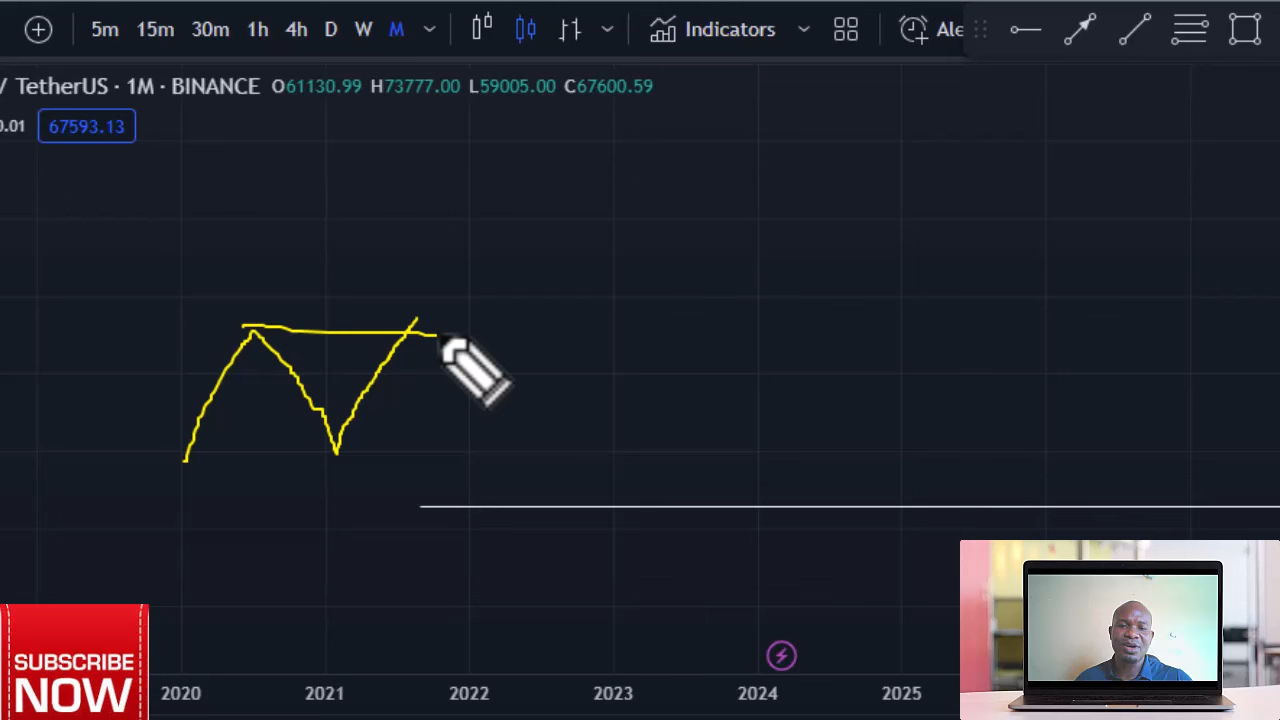 5m 15m 30m 1h 4h D W M Indicators Ale
/ TetherUS · 1M · BINANCE O61130.99 H73777.00 L59005.00 C67600.59
0.01 67593.13
SUBSCRIBE
NOW
2020 2021 2022 2023 2024 2025